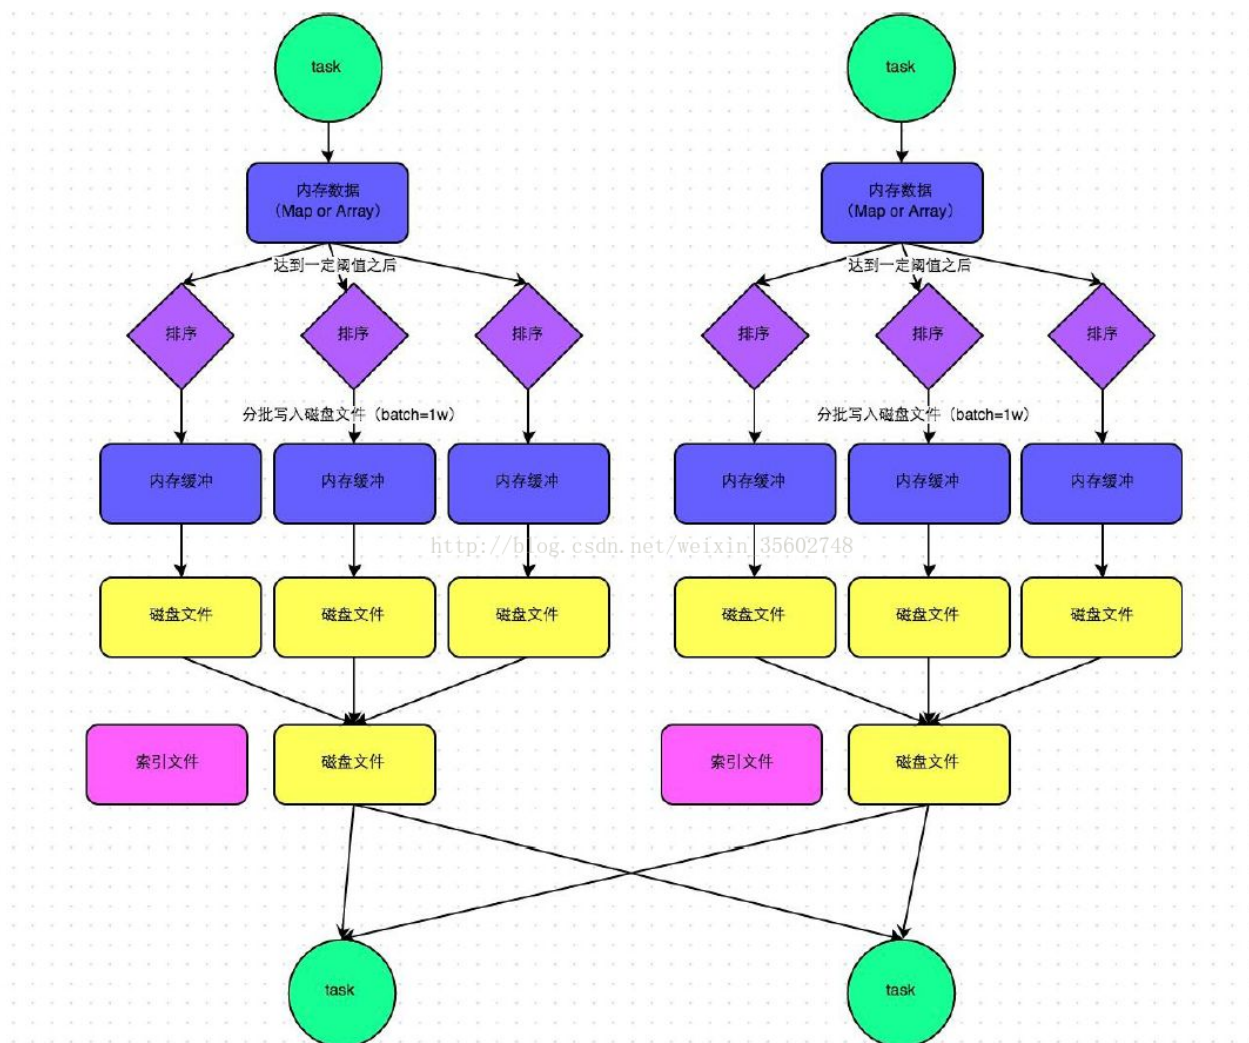 task
task
内存数据
（Map or Array）
内存数据
（Map or Array）
达到一定阈值之后
达到一定阈值之后
排序
排序
排序
排序
排序
排序
分批写入磁盘文件（batch=1w）
分批写入磁盘文件（batch=1w）
内存缓冲
内存缓冲
内存缓冲
内存缓冲
内存缓冲
内存缓冲
http://blog.csdn.net/weixin_35602748
磁盘文件
磁盘文件
磁盘文件
磁盘文件
磁盘文件
磁盘文件
索引文件
磁盘文件
索引文件
磁盘文件
task
task